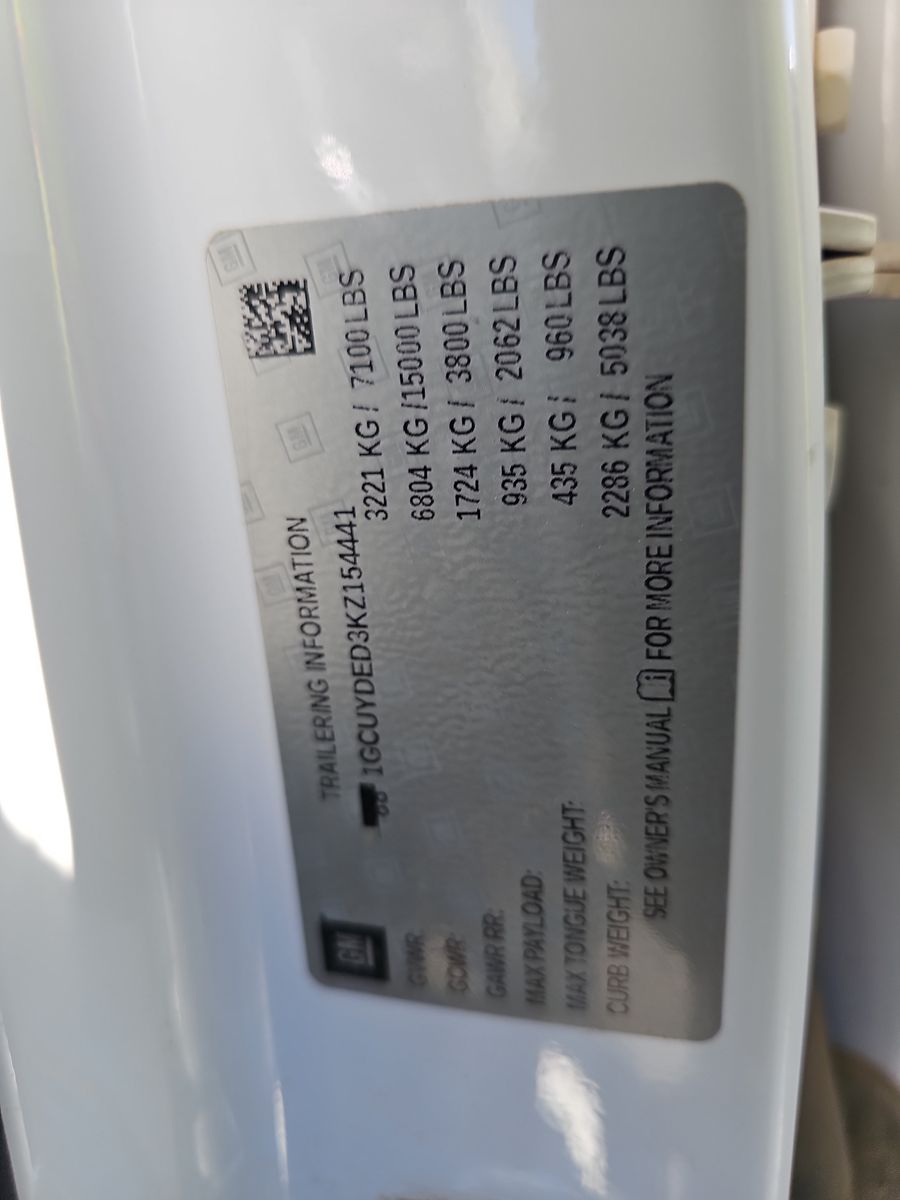 GM
TRAILERING INFORMATION
1GCUYDED3KZ154441
GVWR: 3221 KG / 7100 LBS
GCWR: 6804 KG / 15000 LBS
GAWR RR: 1724 KG / 3800 LBS
MAX PAYLOAD: 935 KG / 2062 LBS
MAX TONGUE WEIGHT: 435 KG / 960 LBS
CURB WEIGHT: 2286 KG / 5038 LBS
SEE OWNER'S MANUAL FOR MORE INFORMATION